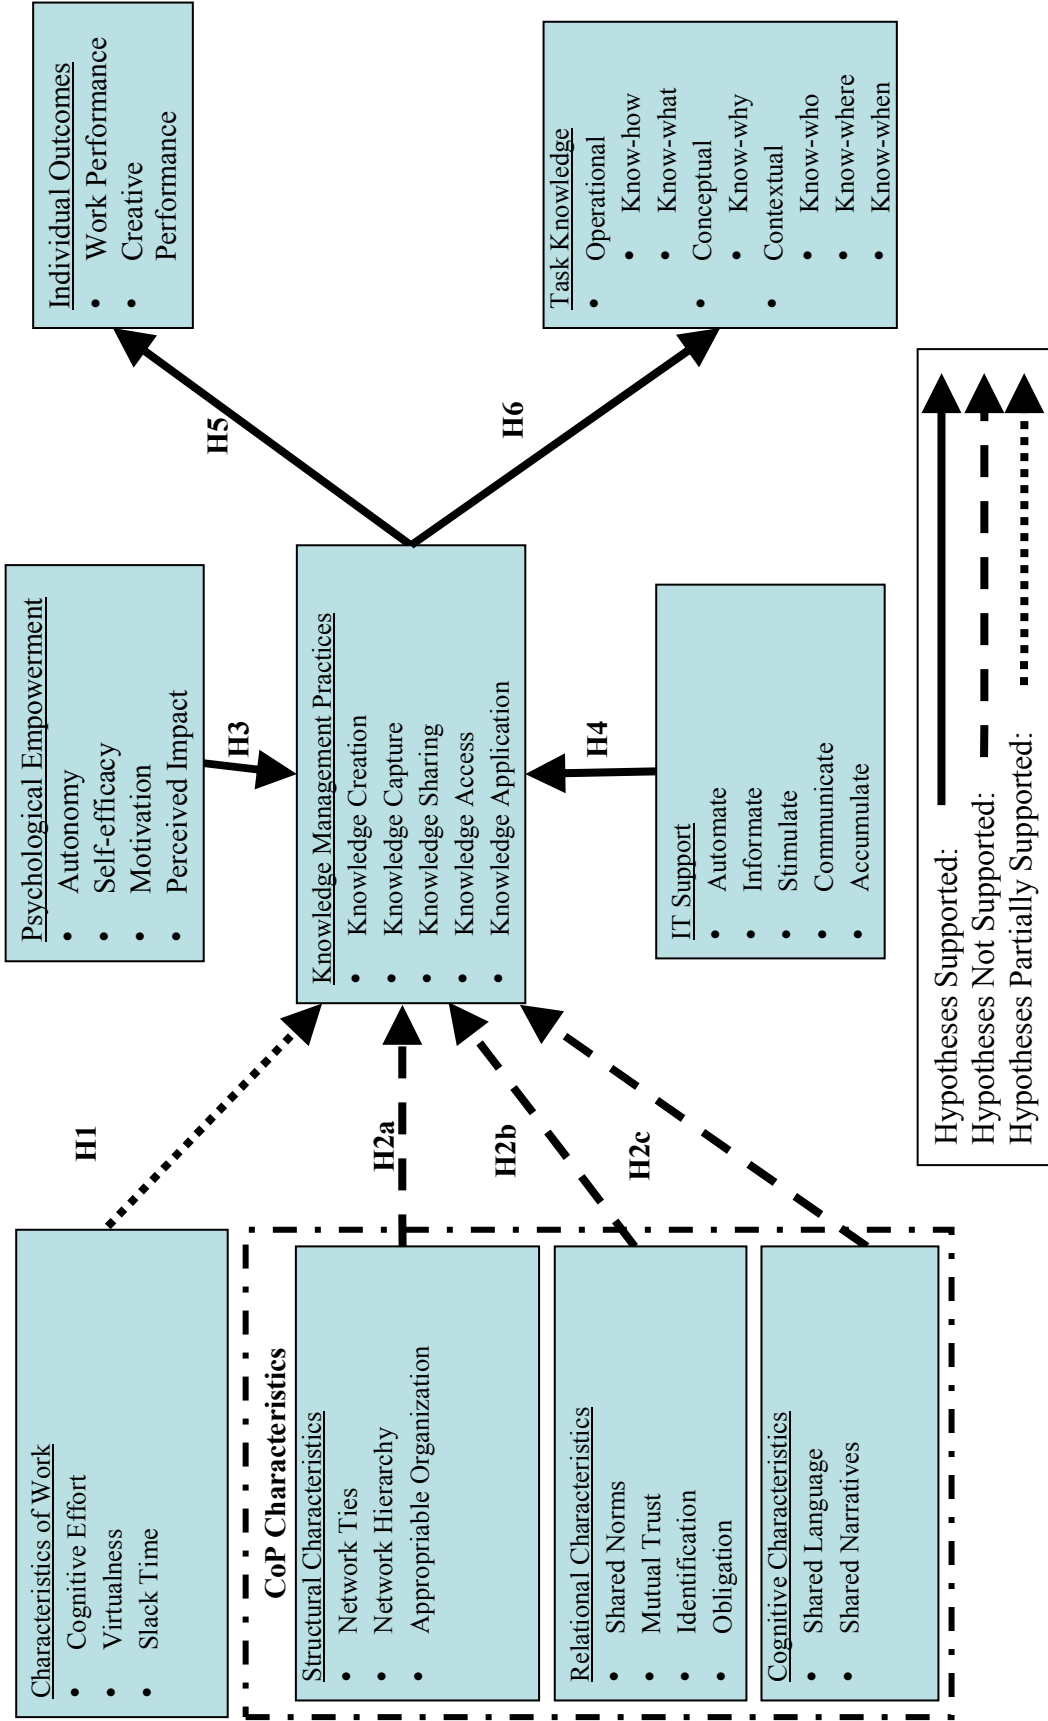 Characteristics of Work
• Cognitive Effort
• Virtualness
• Slack Time
CoP Characteristics
Structural Characteristics
• Network Ties
• Network Hierarchy
• Appropriable Organization
Relational Characteristics
• Shared Norms
• Mutual Trust
• Identification
• Obligation
Cognitive Characteristics
• Shared Language
• Shared Narratives
H1
H2a
H2b
H2c
Psychological Empowerment
• Autonomy
• Self-efficacy
• Motivation
• Perceived Impact
H3
Knowledge Management Practices
• Knowledge Creation
• Knowledge Capture
• Knowledge Sharing
• Knowledge Access
• Knowledge Application
H4
IT Support
• Automate
• Informate
• Stimulate
• Communicate
• Accumulate
H5
H6
Individual Outcomes
• Work Performance
• Creative
Performance
Task Knowledge
• Operational
• Know-how
• Know-what
• Conceptual
• Know-why
• Contextual
• Know-who
• Know-where
• Know-when
Hypotheses Supported:
Hypotheses Not Supported:
Hypotheses Partially Supported: